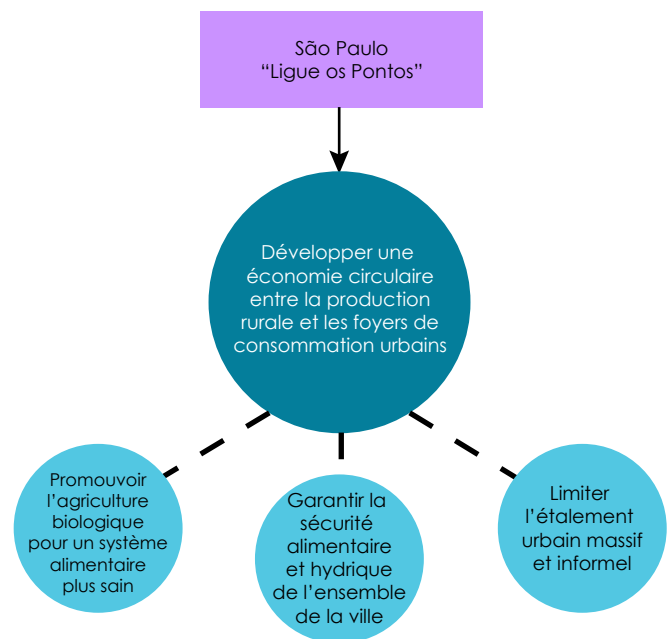 São Paulo
“Ligue os Pontos”
Développer une
économie circulaire
entre la production
rurale et les foyers de
consommation urbains
Promouvoir
l’agriculture
biologique
pour un système
alimentaire
plus sain
Garantir la
sécurité
alimentaire
et hydrique
de l’ensemble
de la ville
Limiter
l’étalement
urbain massif
et informel